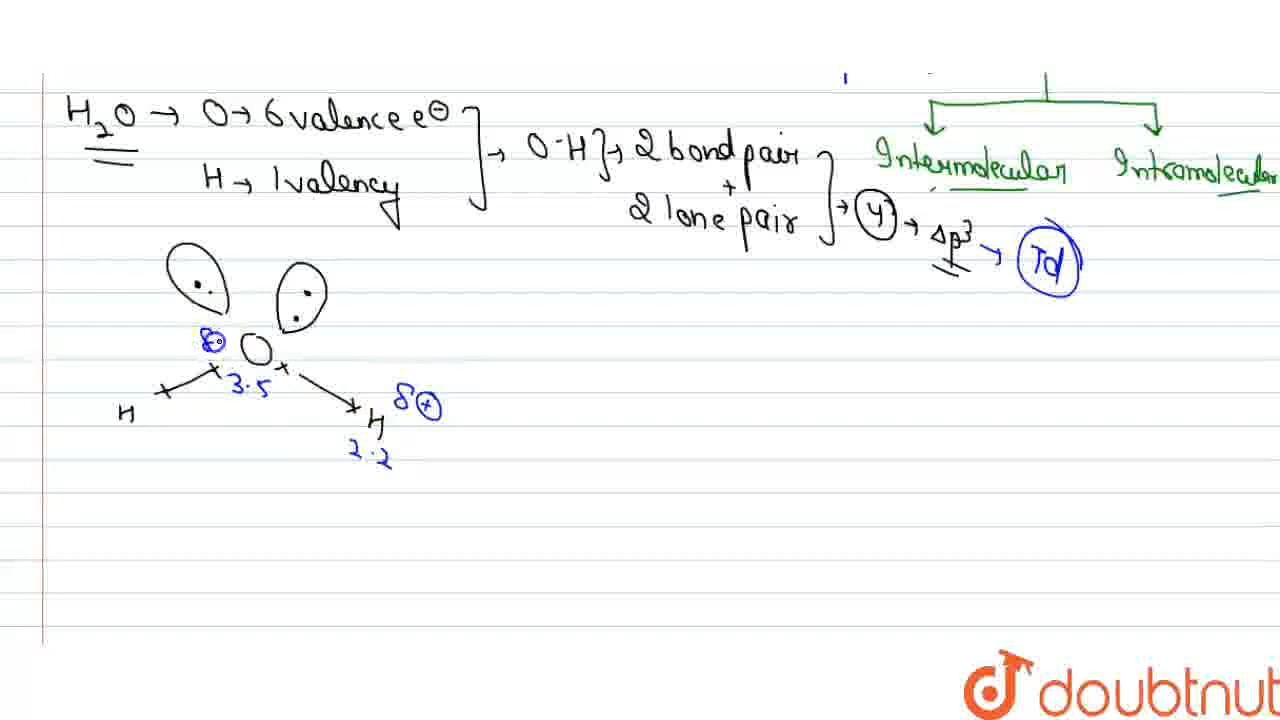 H₂O → O → 6 valence e⊖
H → 1 valency
→ O-H } → 2 bond pair
+
2 lone pair
→ 4 → sp³ → Td
Intermolecular Intramolecular
δ⊖ O
3.5
H
H δ⊕
2.2
doubtnut